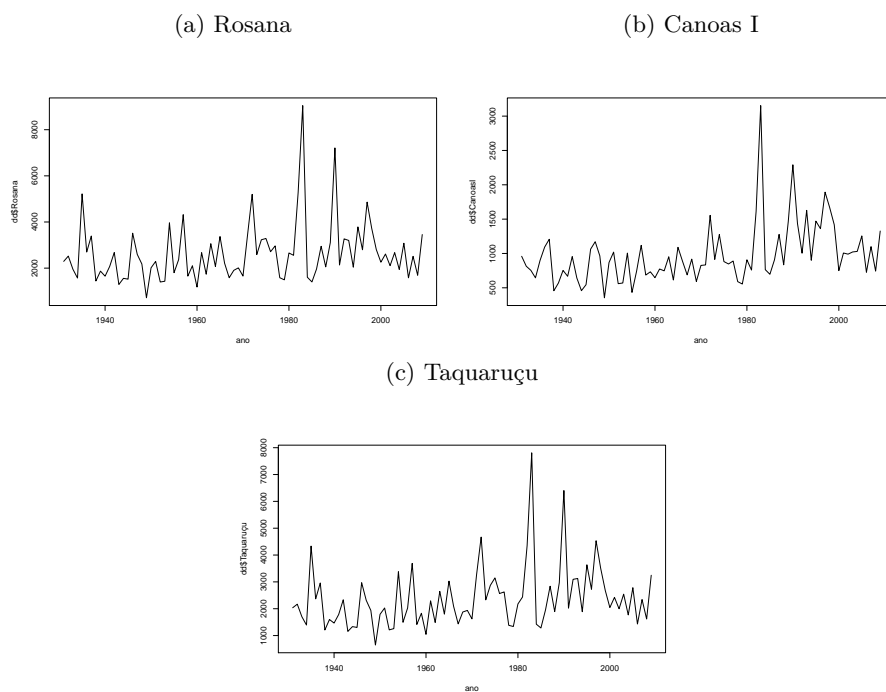 (a) Rosana
(b) Canoas I
dd$Rosana
2000 4000 6000 8000
1940 1960 1980 2000
ano
dd$CanoasI
500 1000 1500 2000 2500 3000
1940 1960 1980 2000
ano
(c) Taquaruçu
dd$Taquaruçu
1000 2000 3000 4000 5000 6000 7000 8000
1940 1960 1980 2000
ano